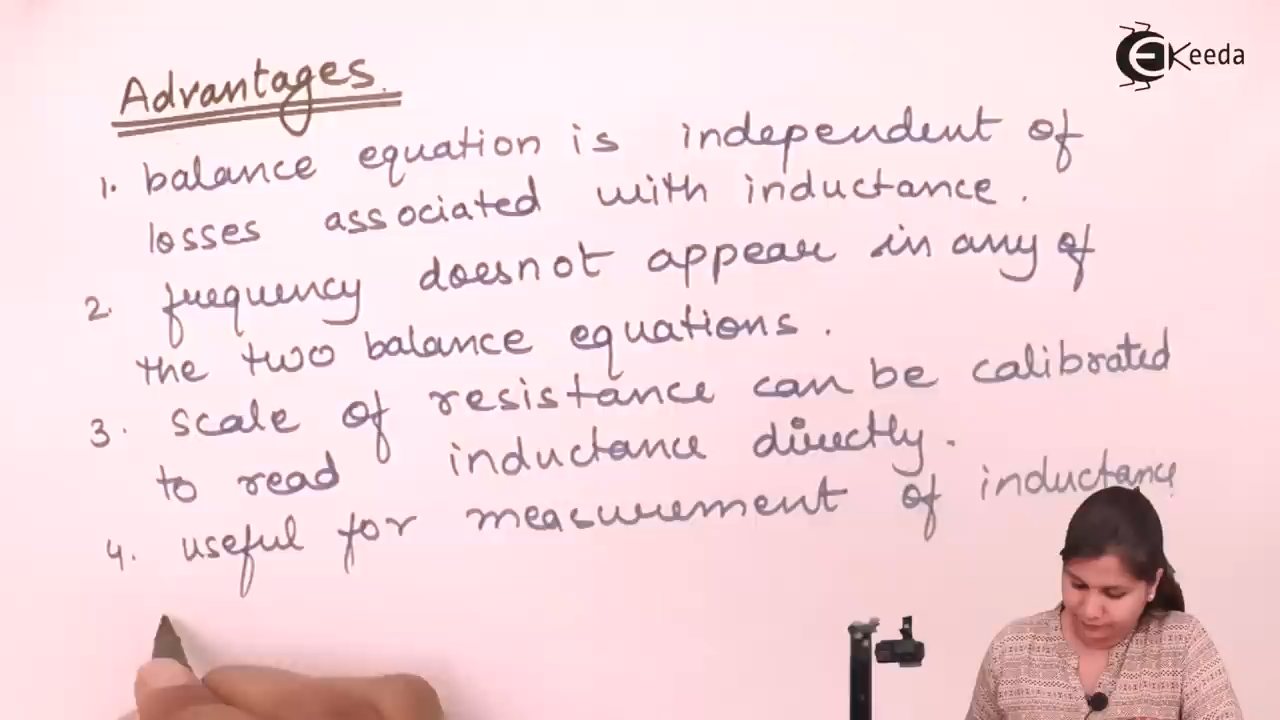 Advantages.
EKeeda
1. balance equation is independent of
losses associated with inductance.
2. frequency doesnot appear in any of
the two balance equations.
3. scale of resistance can be calibrated
to read inductance directly.
4. useful for measurement of inductance